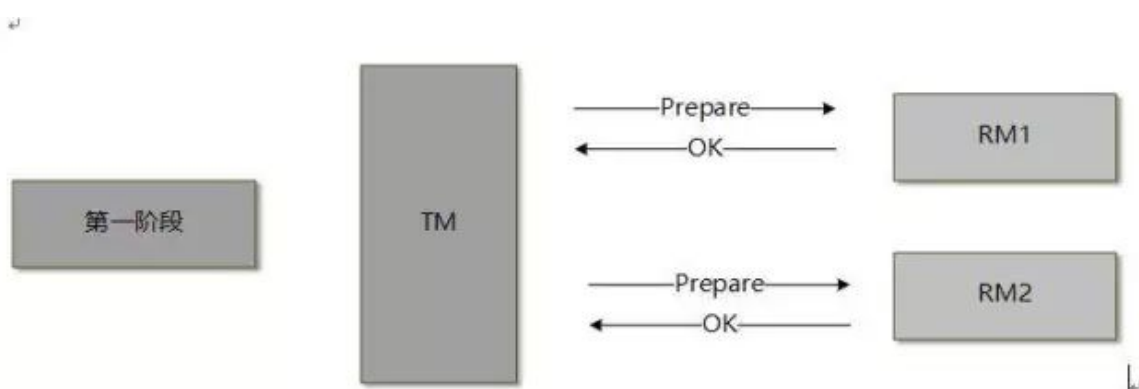 第一阶段
TM
Prepare
OK
RM1
Prepare
OK
RM2